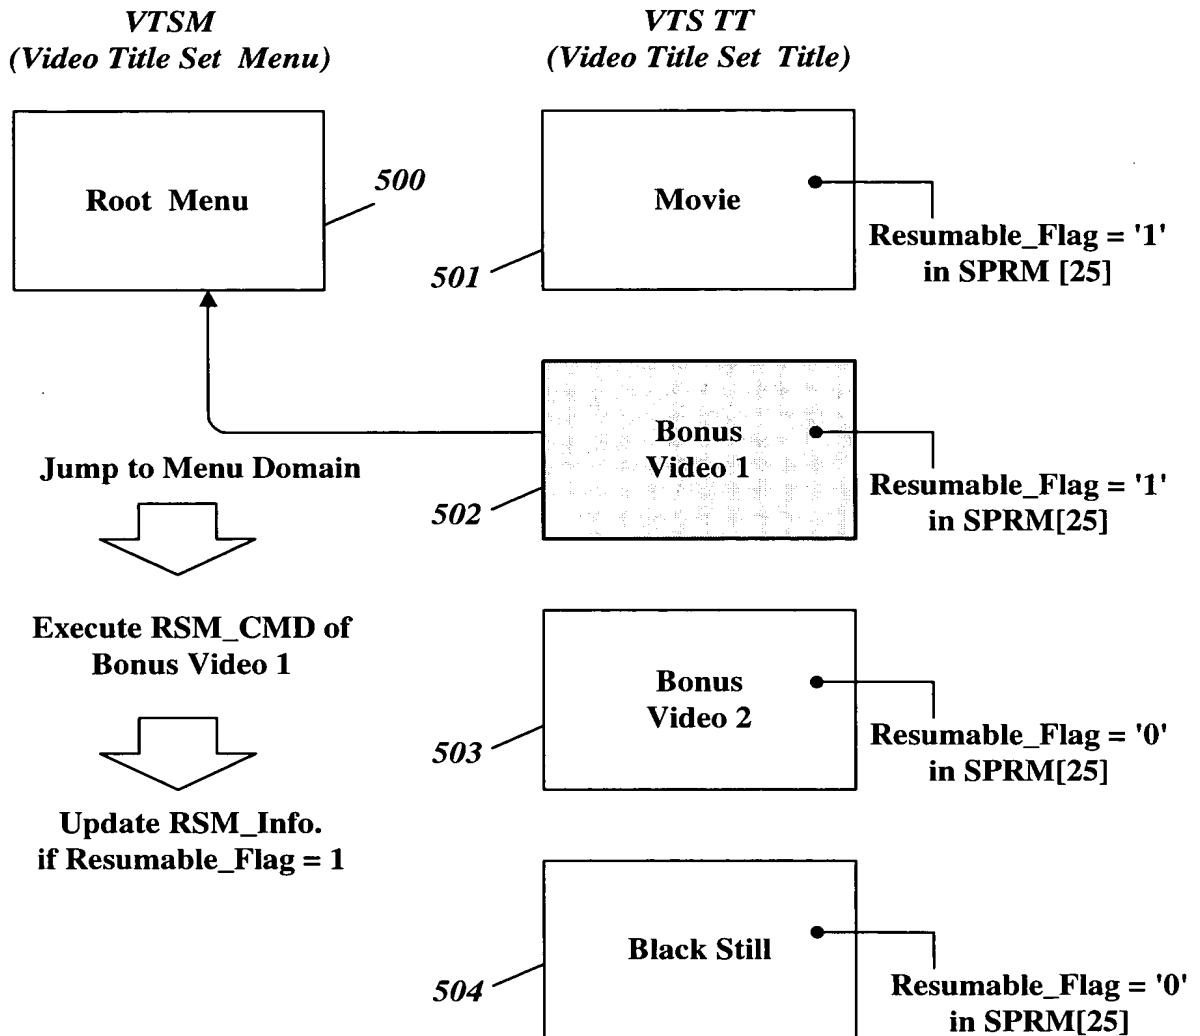 VTSM
(Video Title Set Menu)
VTS TT
(Video Title Set Title)
Root Menu
500
Movie
501
Resumable_Flag = '1'
in SPRM [25]
Jump to Menu Domain
Bonus
Video 1
502
Resumable_Flag = '1'
in SPRM[25]
Execute RSM_CMD of
Bonus Video 1
Bonus
Video 2
503
Resumable_Flag = '0'
in SPRM[25]
Update RSM_Info.
if Resumable_Flag = 1
Black Still
504
Resumable_Flag = '0'
in SPRM[25]